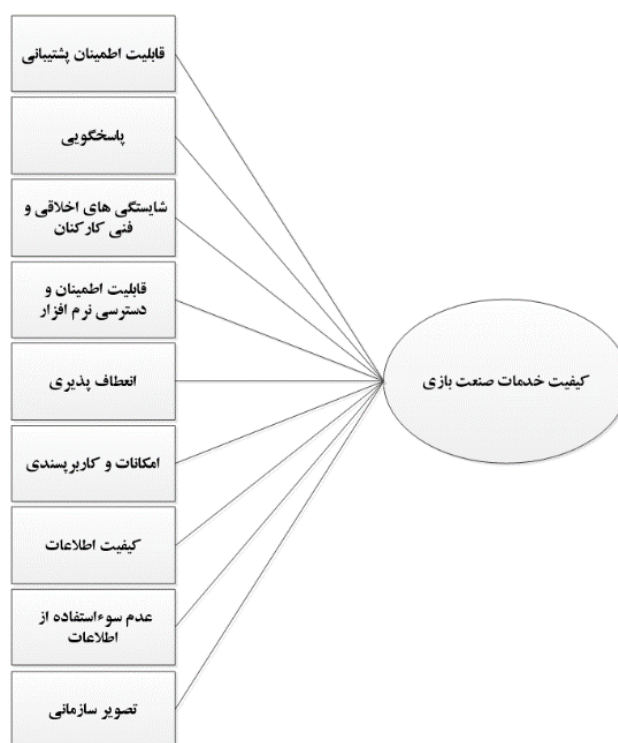 قابلیت اطمینان پشتیبانی
پاسخگویی
شایستگی های اخلاقی و
فنی کارکنان
قابلیت اطمینان و
دسترسی نرم افزار
انعطاف پذیری
امکانات و کاربرپسندی
کیفیت اطلاعات
عدم سوءاستفاده از
اطلاعات
تصویر سازمانی
کیفیت خدمات صنعت بازی